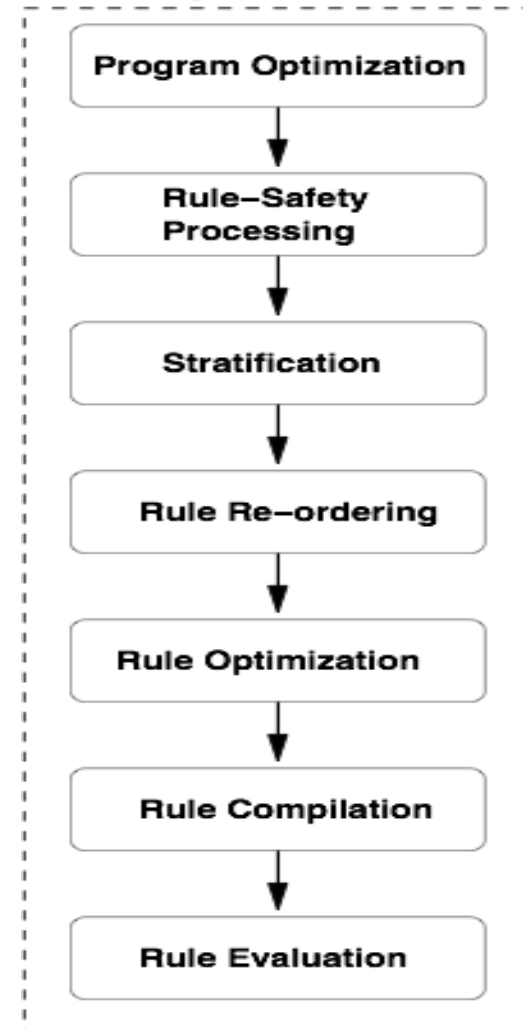 Program Optimization
Rule-Safety
Processing
Stratification
Rule Re-ordering
Rule Optimization
Rule Compilation
Rule Evaluation